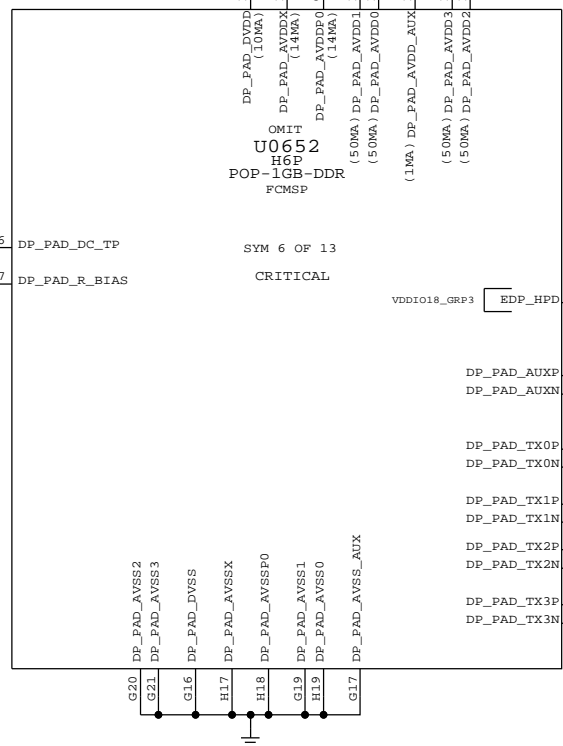 DP_PAD_DVDD
(10MA)
DP_PAD_AVDDX
(14MA)
DP_PAD_AVDDP0
(14MA)
(50MA) DP_PAD_AVDD1
(50MA) DP_PAD_AVDD0
(1MA) DP_PAD_AVDD_AUX
(50MA) DP_PAD_AVDD3
(50MA) DP_PAD_AVDD2
OMIT
U0652
H6P
POP-1GB-DDR
FCMSP
6 DP_PAD_DC_TP
SYM 6 OF 13
7 DP_PAD_R_BIAS
CRITICAL
VDDIO18_GRP3 EDP_HPD
DP_PAD_AUXP
DP_PAD_AUXN
DP_PAD_TX0P
DP_PAD_TX0N
DP_PAD_TX1P
DP_PAD_TX1N
DP_PAD_TX2P
DP_PAD_TX2N
DP_PAD_TX3P
DP_PAD_TX3N
G20 DP_PAD_AVSS2
G21 DP_PAD_AVSS3
G16 DP_PAD_DVSS
H17 DP_PAD_AVSSX
H18 DP_PAD_AVSSP0
G19 DP_PAD_AVSS1
H19 DP_PAD_AVSS0
G17 DP_PAD_AVSS_AUX